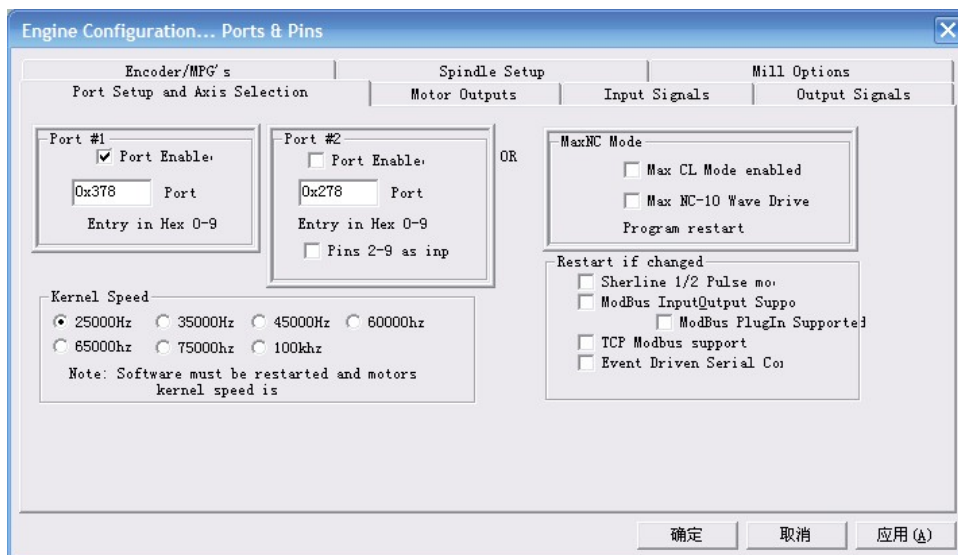 Engine Configuration... Ports & Pins
Encoder/MPG's
Spindle Setup
Mill Options
Port Setup and Axis Selection
Motor Outputs
Input Signals
Output Signals
Port #1
Port Enable
0x378 Port
Entry in Hex 0-9
Port #2
Port Enable
0x278 Port
Entry in Hex 0-9
Pins 2-9 as inp
OR
MaxNC Mode
Max CL Mode enabled
Max NC-10 Wave Drive
Program restart
Restart if changed
Sherline 1/2 Pulse mo
ModBus InputOutput Suppo
ModBus PlugIn Supported
TCP Modbus support
Event Driven Serial Co
Kernel Speed
25000Hz 35000Hz 45000Hz 60000hz
65000hz 75000hz 100khz
Note: Software must be restarted and motors
kernel speed is
确定
取消
应用(A)